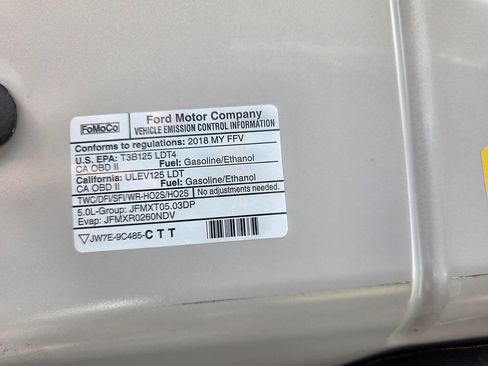 FoMoCo
Ford Motor Company
VEHICLE EMISSION CONTROL INFORMATION
Conforms to regulations: 2018 MY FFV
U.S. EPA: T3B125 LDT4
CA OBD II Fuel: Gasoline/Ethanol
California: ULEV125 LDT
CA OBD II Fuel: Gasoline/Ethanol
TWC/DFI/SFI/WR-HO2S/HO2S No adjustments needed.
5.0L-Group: JFMXT05.03DP
Evap: JFMXR0260NDV
JW7E-9C485-CTT